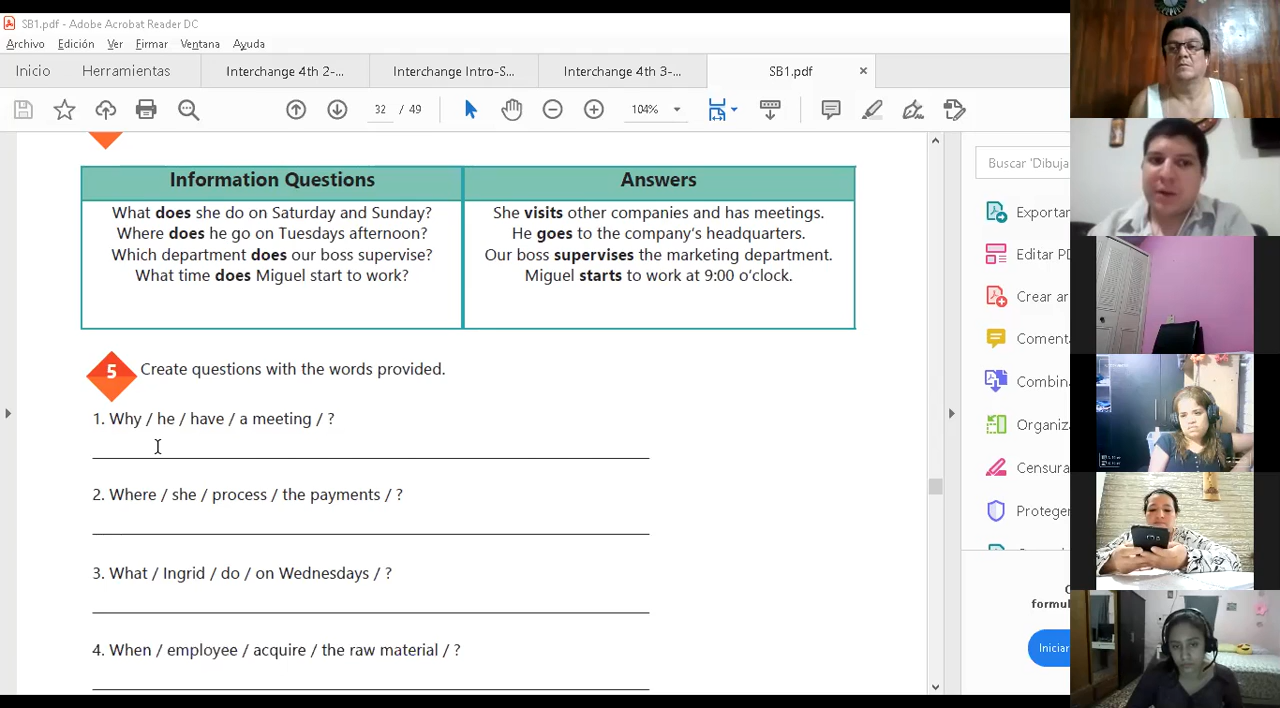 SB1.pdf - Adobe Acrobat Reader DC
Archivo Edición Ver Firmar Ventana Ayuda
Inicio Herramientas Interchange 4th 2-... Interchange Intro-S... Interchange 4th 3-... SB1.pdf
32 / 49 104%
Information Questions Answers
What does she do on Saturday and Sunday? She visits other companies and has meetings.
Where does he go on Tuesdays afternoon? He goes to the company's headquarters.
Which department does our boss supervise? Our boss supervises the marketing department.
What time does Miguel start to work? Miguel starts to work at 9:00 o'clock.
5 Create questions with the words provided.
1. Why / he / have / a meeting / ?
2. Where / she / process / the payments / ?
3. What / Ingrid / do / on Wednesdays / ?
4. When / employee / acquire / the raw material / ?
Buscar 'Dibuja
Exportar
Editar PD
Crear ar
Coment
Combin
Organiz
Censura
Proteger
formu
Iniciar